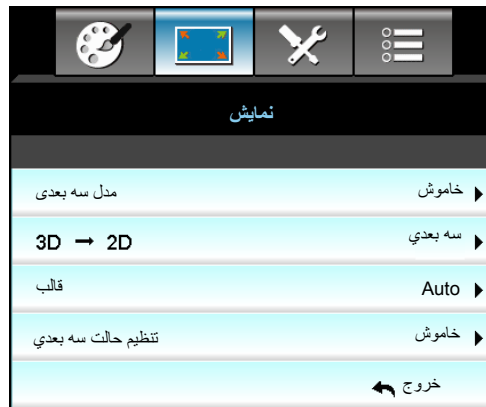 نمایش
مدل سه بعدی خاموش
3D → 2D سه بعدي
قالب Auto
تنظیم حالت سه بعدي خاموش
خروج